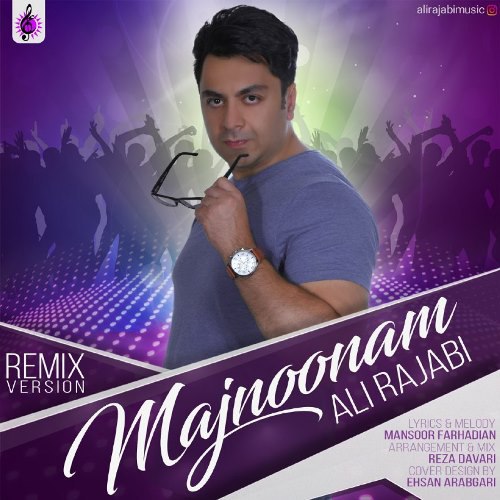 alirajabimusic
REMIX
VERSION
Majnoonam
ALI RAJABI
LYRICS & MELODY
MANSOOR FARHADIAN
ARRANGEMENT & MIX
REZA DAVARI
COVER DESIGN BY
EHSAN ARABGARI